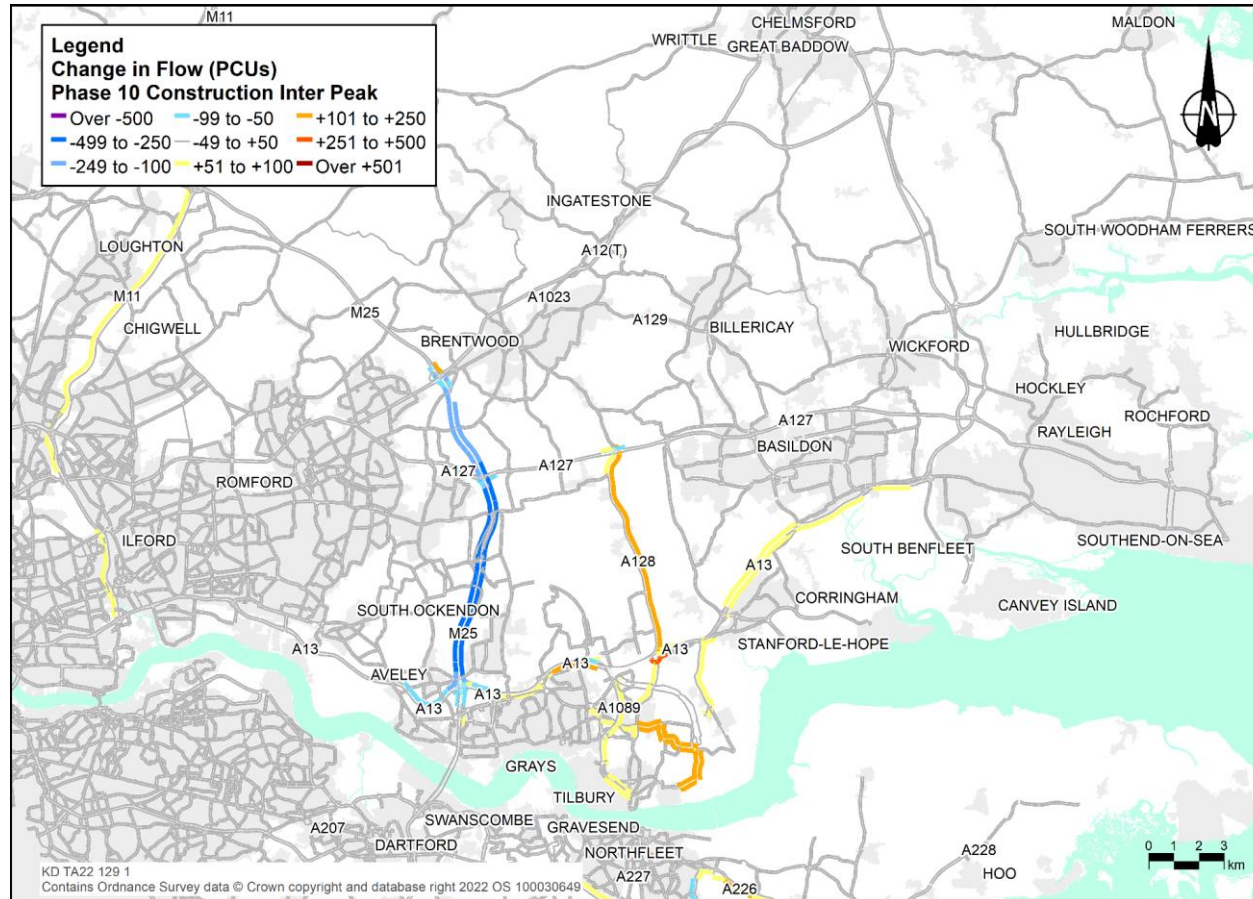 M11
CHELMSFORD
MALDON
WRITTLE
GREAT BADDOW
Legend
Change in Flow (PCUs)
Phase 10 Construction Inter Peak
Over -500
-99 to -50
+101 to +250
-499 to -250
-49 to +50
+251 to +500
-249 to -100
+51 to +100
Over +501
N
INGATESTONE
SOUTH WOODHAM FERRERS
LOUGHTON
A12(T)
M11
A1023
M25
CHIGWELL
A129
BILLERICAY
HULLBRIDGE
BRENTWOOD
WICKFORD
HOCKLEY
A127
ROCHFORD
RAYLEIGH
BASILDON
A127
A127
ROMFORD
ILFORD
SOUTHEND-ON-SEA
SOUTH BENFLEET
A128
A13
CORRINGHAM
CANVEY ISLAND
SOUTH OCKENDON
M25
STANFORD-LE-HOPE
A13
A13
A13
AVELEY
A13
A13
A1089
GRAYS
TILBURY
SWANSCOMBE
GRAVESEND
A207
DARTFORD
NORTHFLEET
A228
0 1 2 3
km
KD TA22 129 1
HOO
A227
A226
Contains Ordnance Survey data © Crown copyright and database right 2022 OS 100030649